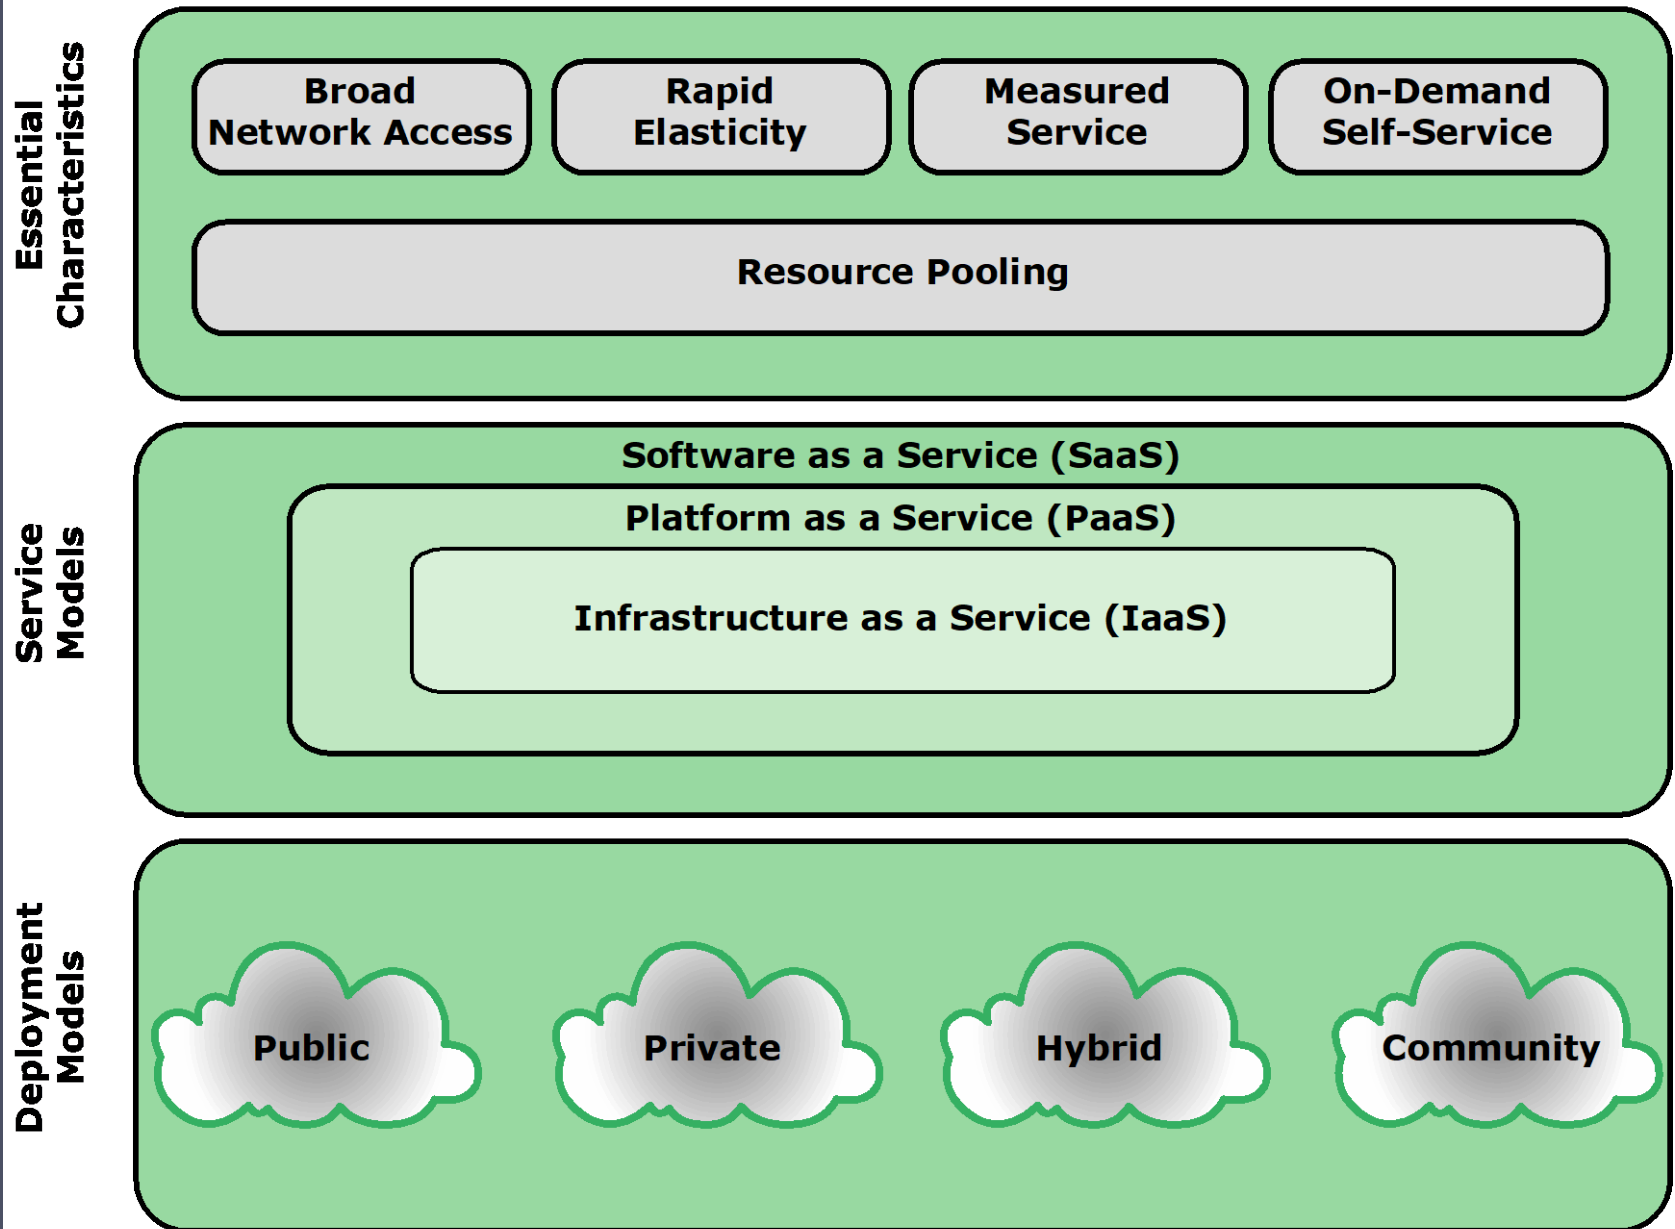 Essential
Characteristics
Broad
Network Access
Rapid
Elasticity
Measured
Service
On-Demand
Self-Service
Resource Pooling
Service
Models
Software as a Service (SaaS)
Platform as a Service (PaaS)
Infrastructure as a Service (IaaS)
Deployment
Models
Public
Private
Hybrid
Community